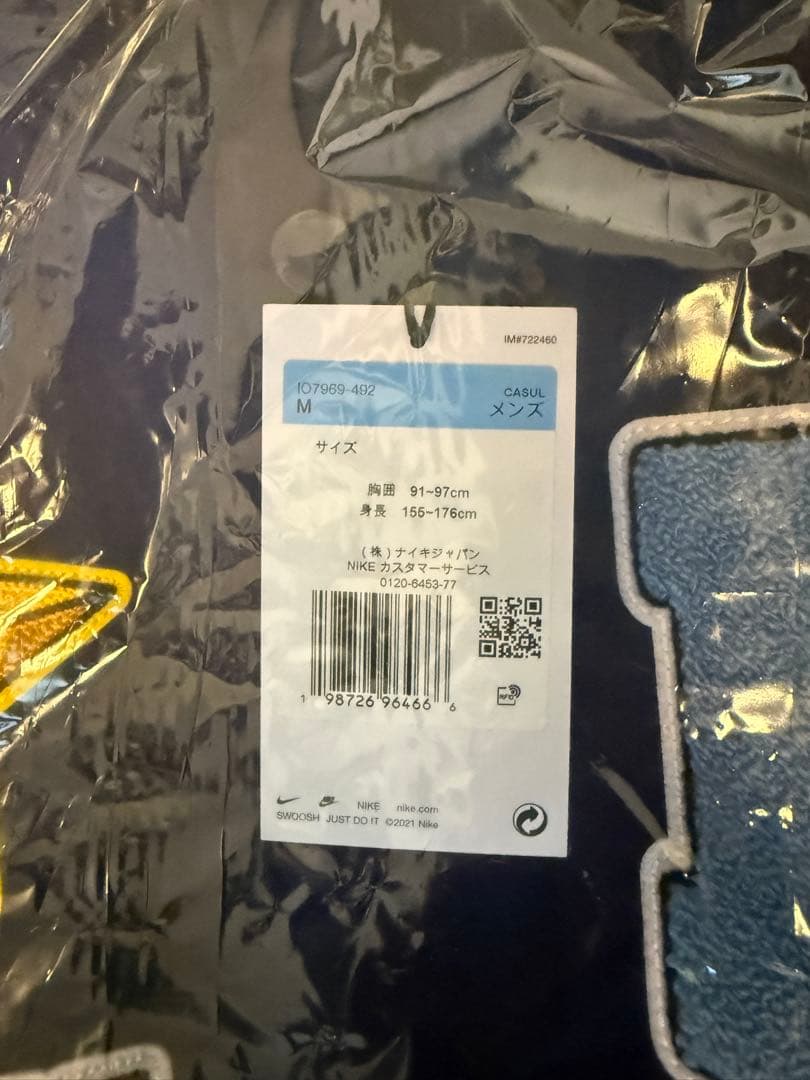 IM#722460
IO7969-492
CASUL
M
メンズ
サイズ
胸囲 91~97cm
身長 155~176cm
(株)ナイキジャパン
NIKE カスタマーサービス
0120-6453-77
1 98726 96466 6
RFID
NIKE nike.com
SWOOSH JUST DO IT ©2021 Nike